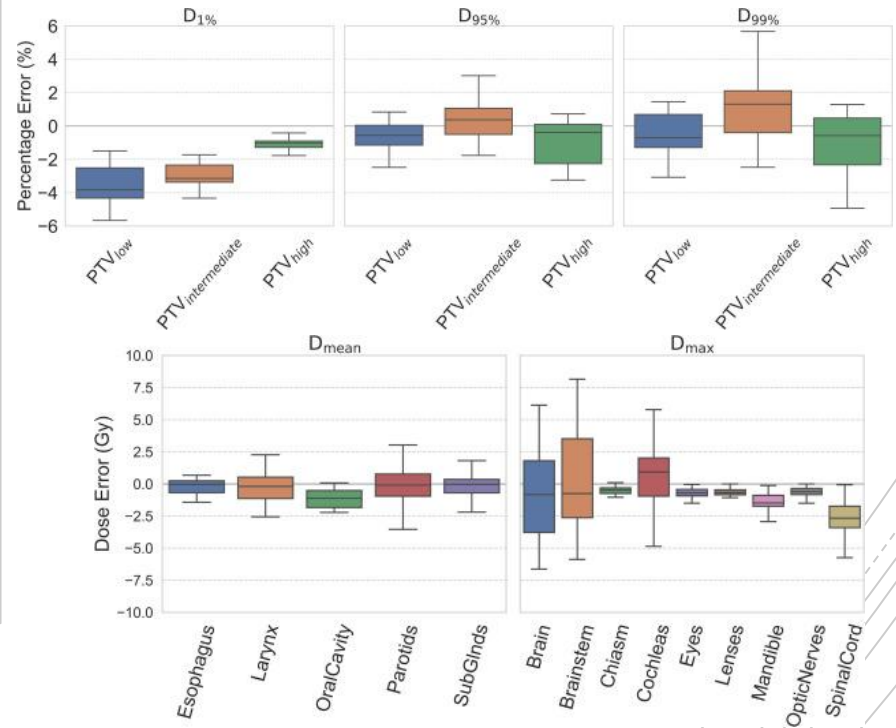 D1% D95% D99%
Percentage Error (%)
6
4
2
0
−2
−4
−6
PTVlow PTVintermediate PTVhigh PTVlow PTVintermediate PTVhigh PTVlow PTVintermediate PTVhigh
Dmean Dmax
Dose Error (Gy)
10.0
7.5
5.0
2.5
0.0
−2.5
−5.0
−7.5
−10.0
Esophagus Larynx OralCavity Parotids SubGlnds Brain Brainstem Chiasm Cochleas Eyes Lenses Mandible OpticNerves SpinalCord